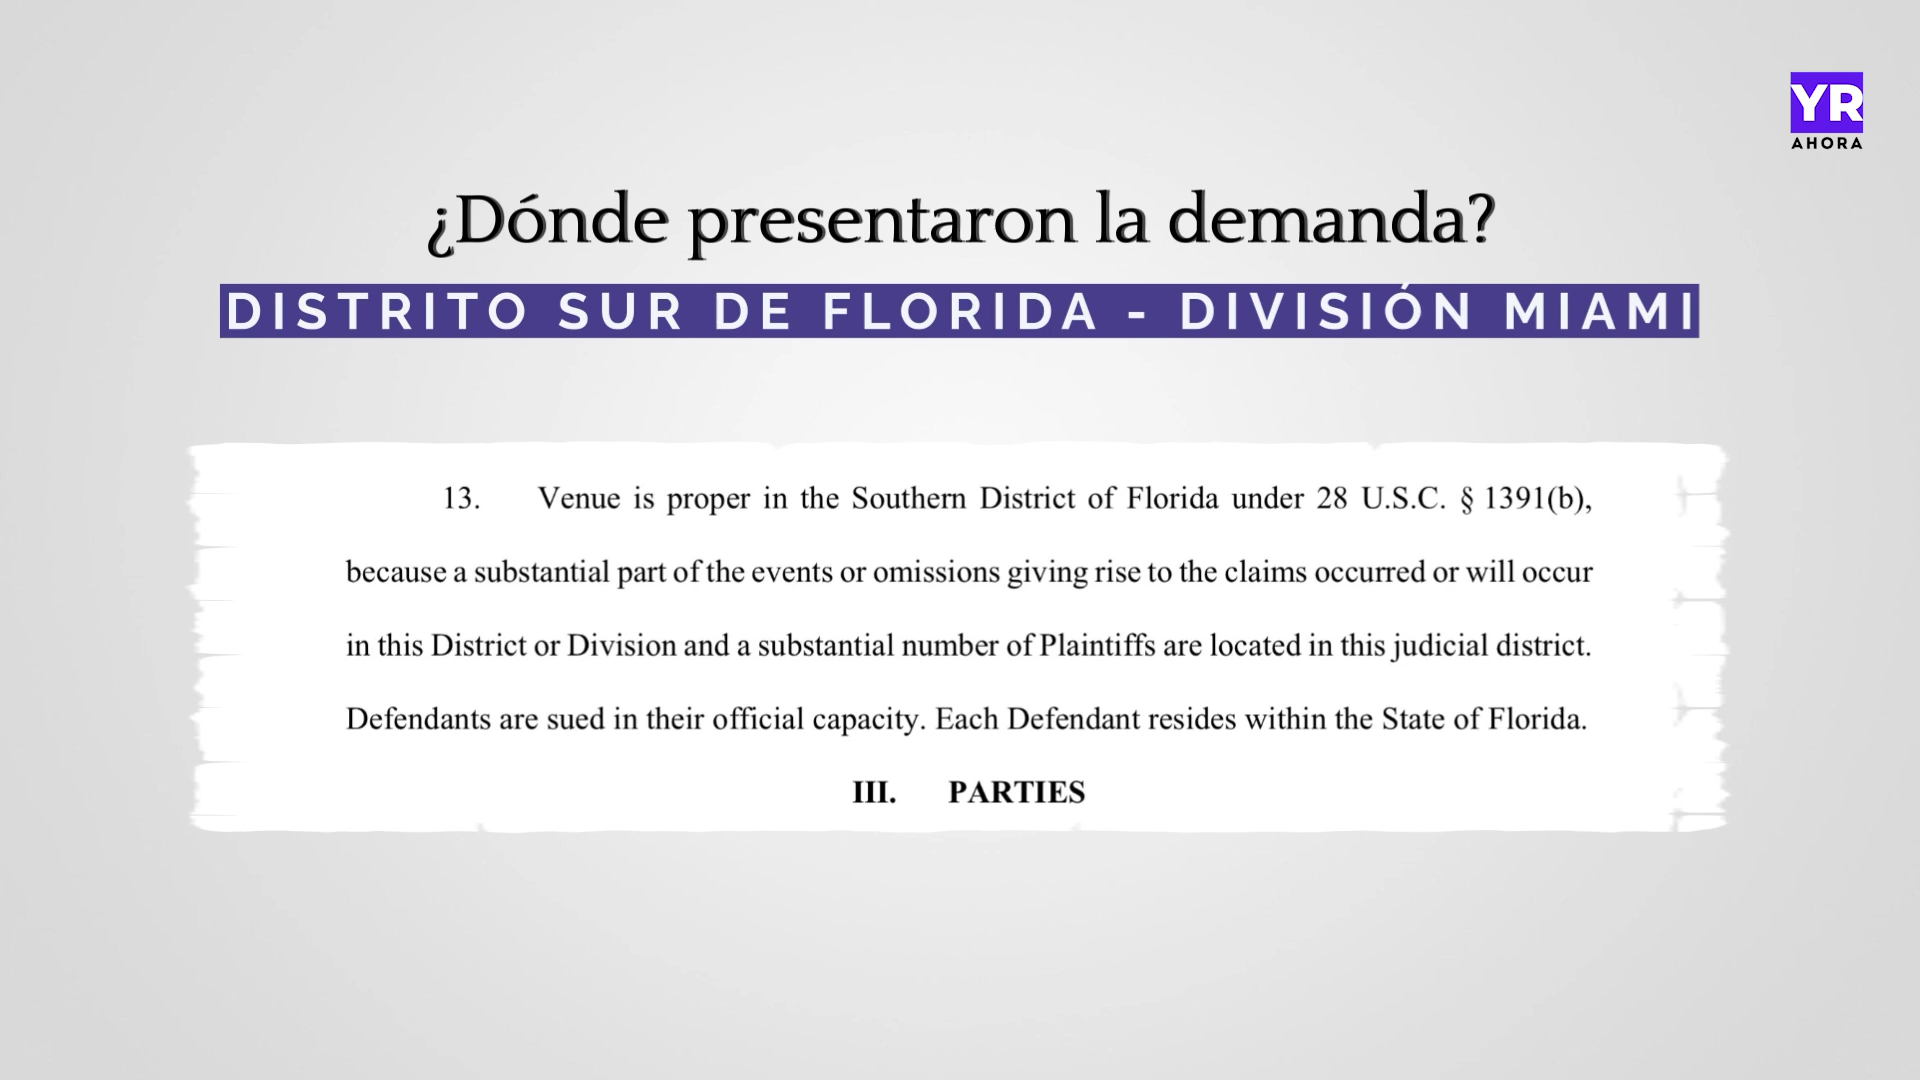 YR
AHORA
¿Dónde presentaron la demanda?
DISTRITO SUR DE FLORIDA - DIVISIÓN MIAMI
13. Venue is proper in the Southern District of Florida under 28 U.S.C. § 1391(b),
because a substantial part of the events or omissions giving rise to the claims occurred or will occur
in this District or Division and a substantial number of Plaintiffs are located in this judicial district.
Defendants are sued in their official capacity. Each Defendant resides within the State of Florida.
III. PARTIES